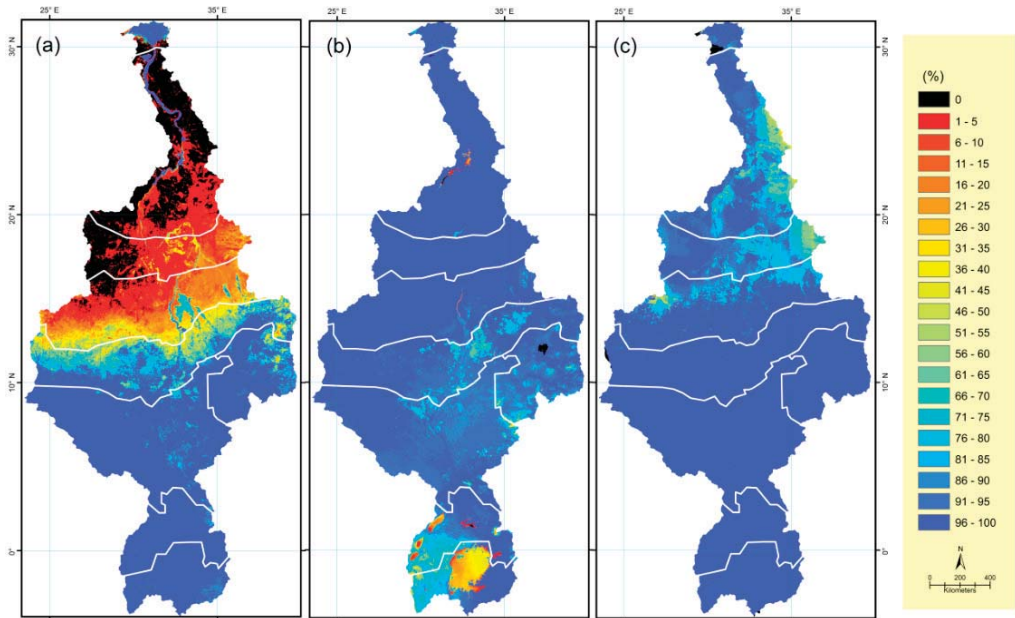 25° E
35° E
35° E
25° E
35° E
30° N
20° N
10° N
0°
(a)
(b)
(c)
30° N
20° N
10° N
0°
(%)
0
1 - 5
6 - 10
11 - 15
16 - 20
21 - 25
26 - 30
31 - 35
36 - 40
41 - 45
46 - 50
51 - 55
56 - 60
61 - 65
66 - 70
71 - 75
76 - 80
81 - 85
86 - 90
91 - 95
96 - 100
N
0 200 400
Kilometers